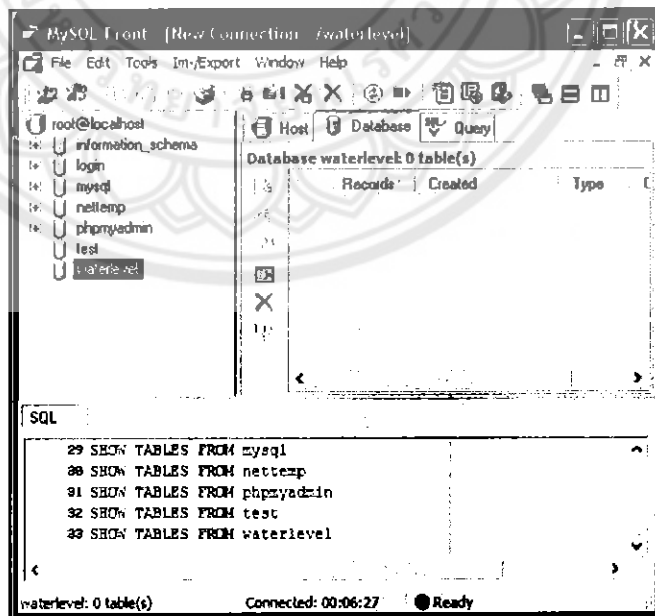 MySQL Front - [New Connection - /waterlevel]
File Edit Tools Im-/Export Window Help
root@localhost
information_schema
login
mysql
nettemp
phpmyadmin
test
waterlevel
Host Database Query
Database waterlevel: 0 table(s)
Records Created Type
SQL
29 SHOW TABLES FROM mysql
30 SHOW TABLES FROM nettemp
31 SHOW TABLES FROM phpmyadmin
32 SHOW TABLES FROM test
33 SHOW TABLES FROM waterlevel
waterlevel: 0 table(s) Connected: 00:06:27 Ready